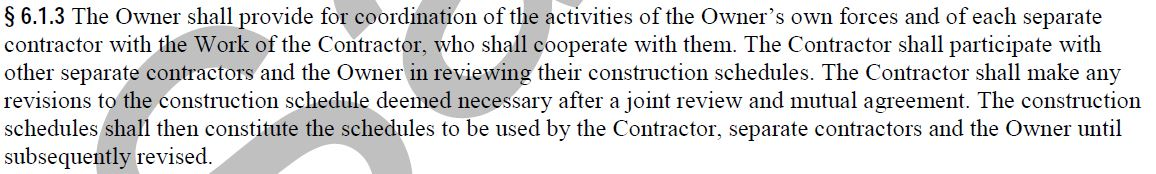 § 6.1.3 The Owner shall provide for coordination of the activities of the Owner’s own forces and of each separate
contractor with the Work of the Contractor, who shall cooperate with them. The Contractor shall participate with
other separate contractors and the Owner in reviewing their construction schedules. The Contractor shall make any
revisions to the construction schedule deemed necessary after a joint review and mutual agreement. The construction
schedules shall then constitute the schedules to be used by the Contractor, separate contractors and the Owner until
subsequently revised.